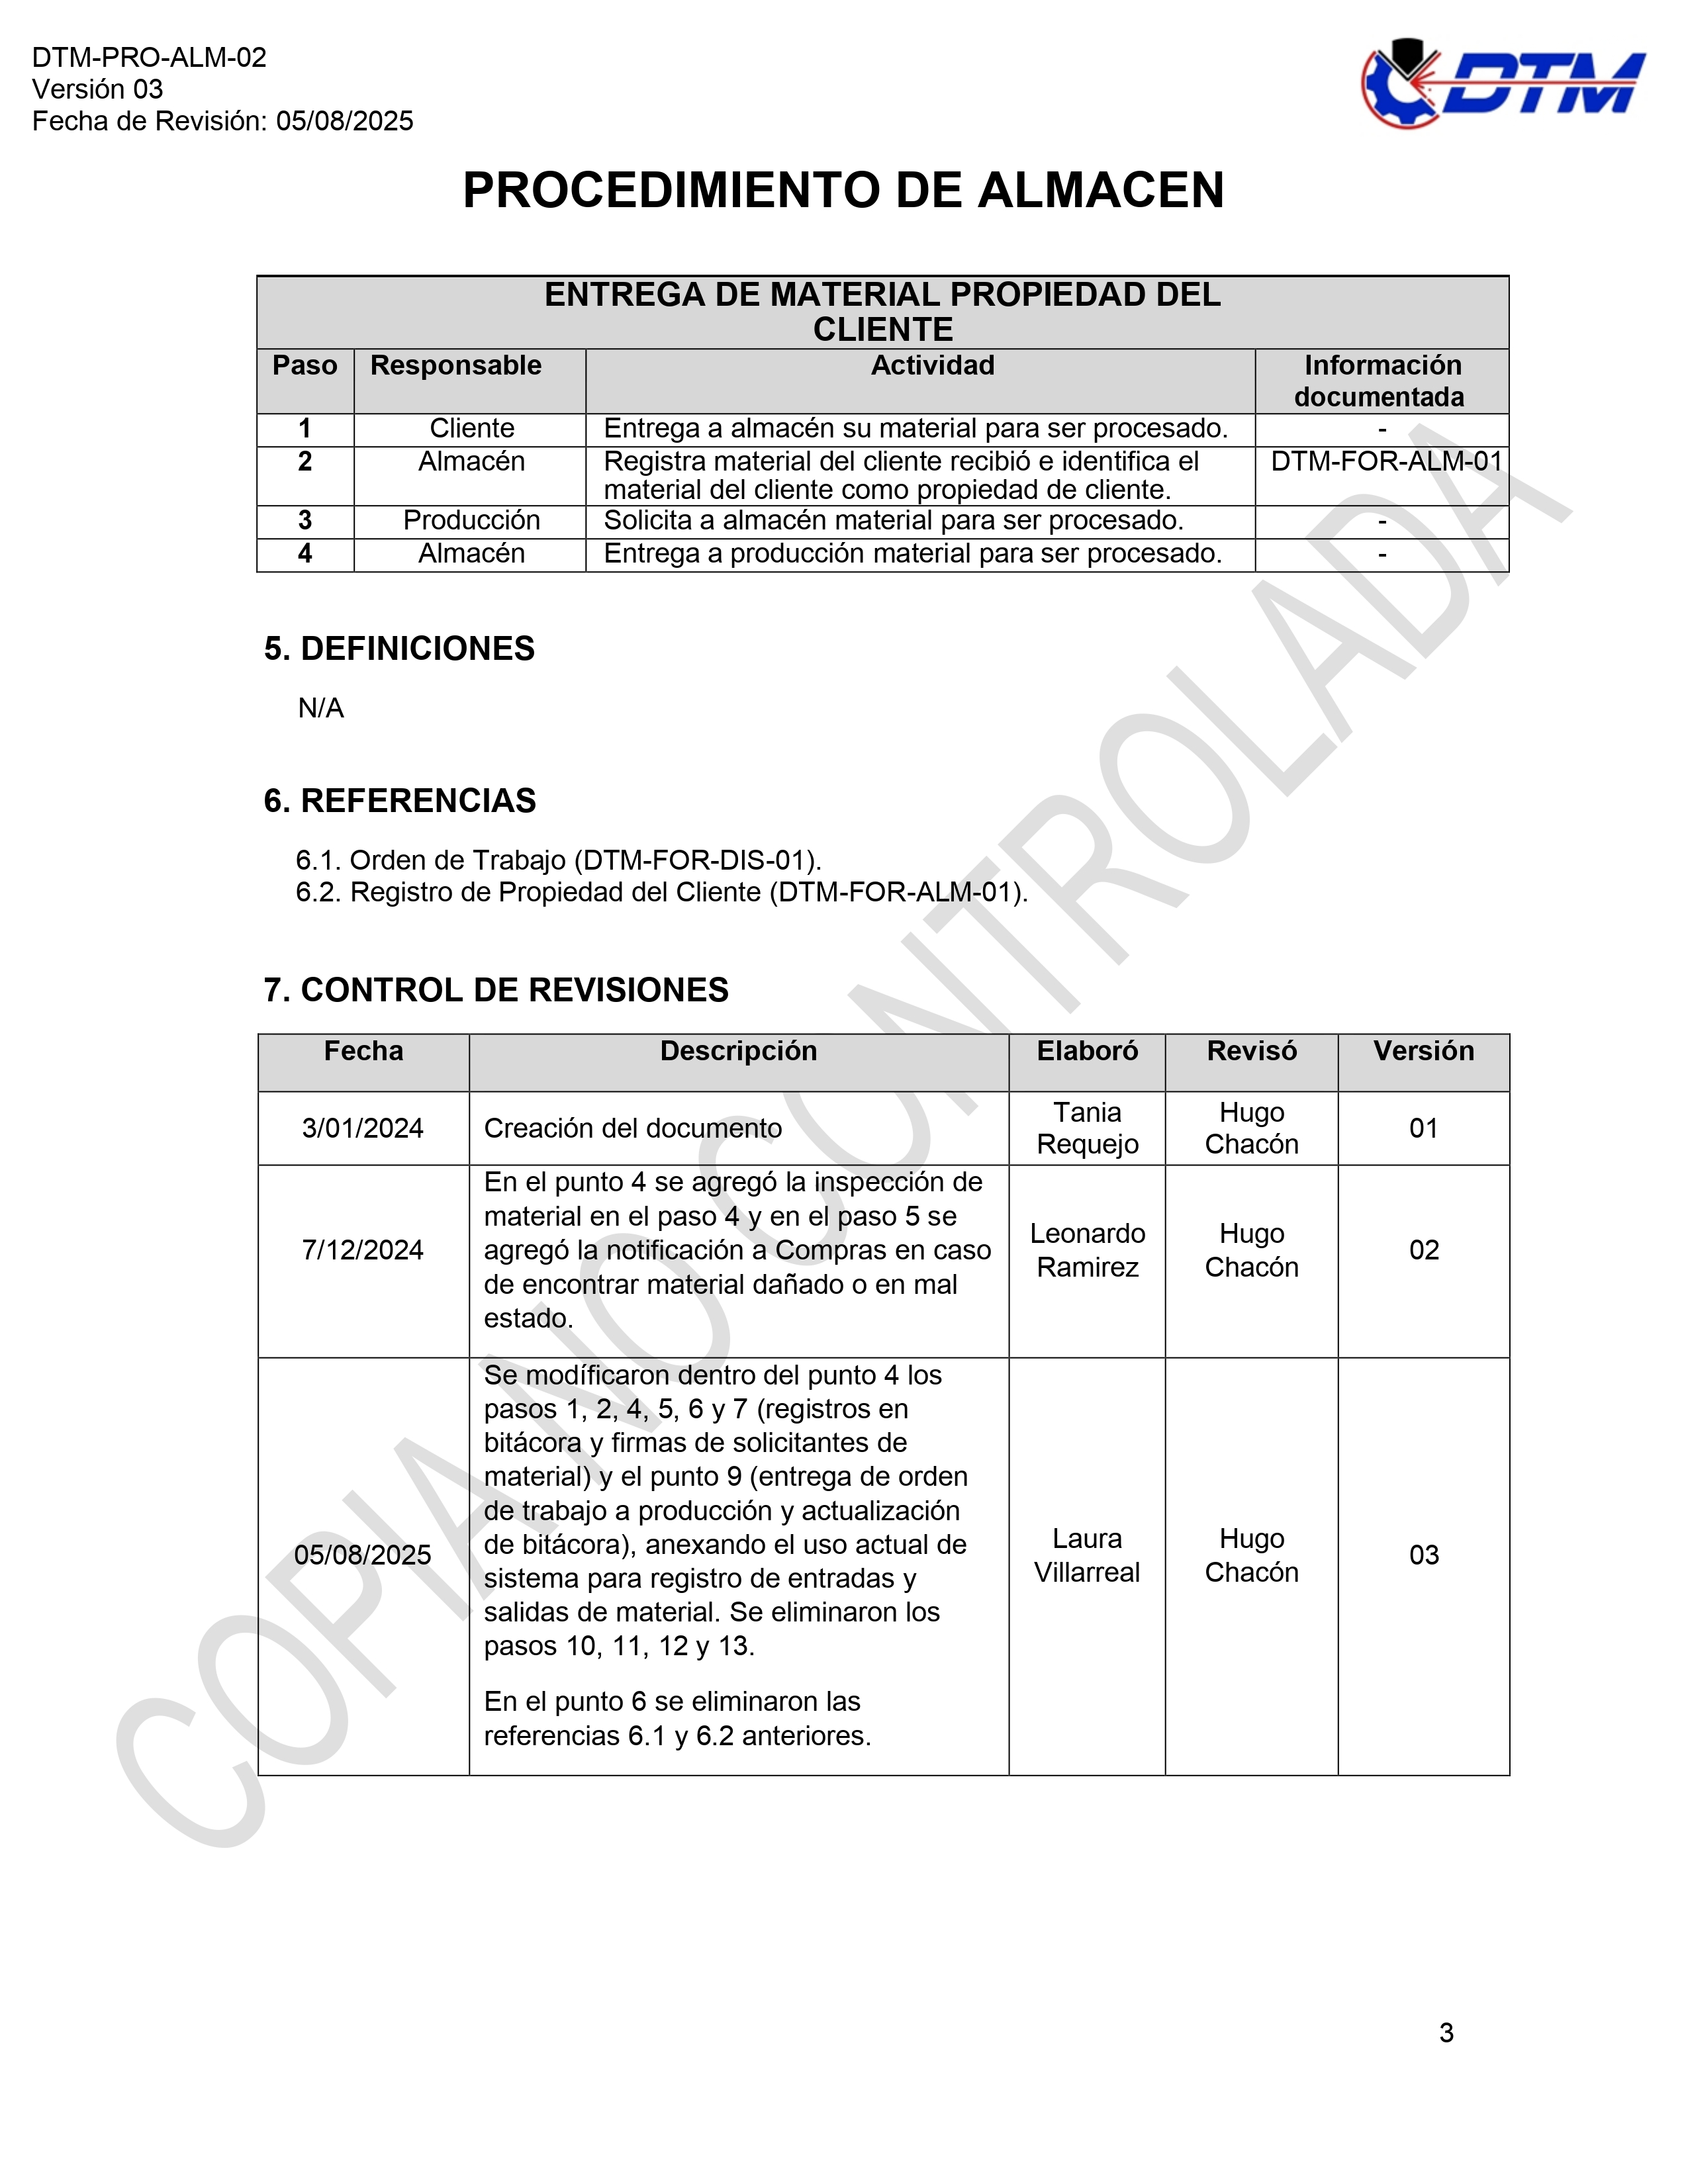 DTM-PRO-ALM-02
Versión 03
Fecha de Revisión: 05/08/2025
DTM
PROCEDIMIENTO DE ALMACEN
ENTREGA DE MATERIAL PROPIEDAD DEL
CLIENTE
Paso Responsable Actividad Información
documentada
1 Cliente Entrega a almacén su material para ser procesado. -
2 Almacén Registra material del cliente recibió e identifica el DTM-FOR-ALM-01
material del cliente como propiedad de cliente.
3 Producción Solicita a almacén material para ser procesado. -
4 Almacén Entrega a producción material para ser procesado. -
5. DEFINICIONES
N/A
6. REFERENCIAS
6.1. Orden de Trabajo (DTM-FOR-DIS-01).
6.2. Registro de Propiedad del Cliente (DTM-FOR-ALM-01).
7. CONTROL DE REVISIONES
Fecha Descripción Elaboró Revisó Versión
3/01/2024 Creación del documento Tania Hugo 01
Requejo Chacón
En el punto 4 se agregó la inspección de
material en el paso 4 y en el paso 5 se
7/12/2024 agregó la notificación a Compras en caso Leonardo Hugo 02
de encontrar material dañado o en mal Ramirez Chacón
estado.
Se modíficaron dentro del punto 4 los
pasos 1, 2, 4, 5, 6 y 7 (registros en
bitácora y firmas de solicitantes de
material) y el punto 9 (entrega de orden
de trabajo a producción y actualización
05/08/2025 de bitácora), anexando el uso actual de Laura Hugo 03
sistema para registro de entradas y Villarreal Chacón
salidas de material. Se eliminaron los
pasos 10, 11, 12 y 13.
En el punto 6 se eliminaron las
referencias 6.1 y 6.2 anteriores.
COPIA NO CONTROLADA
3